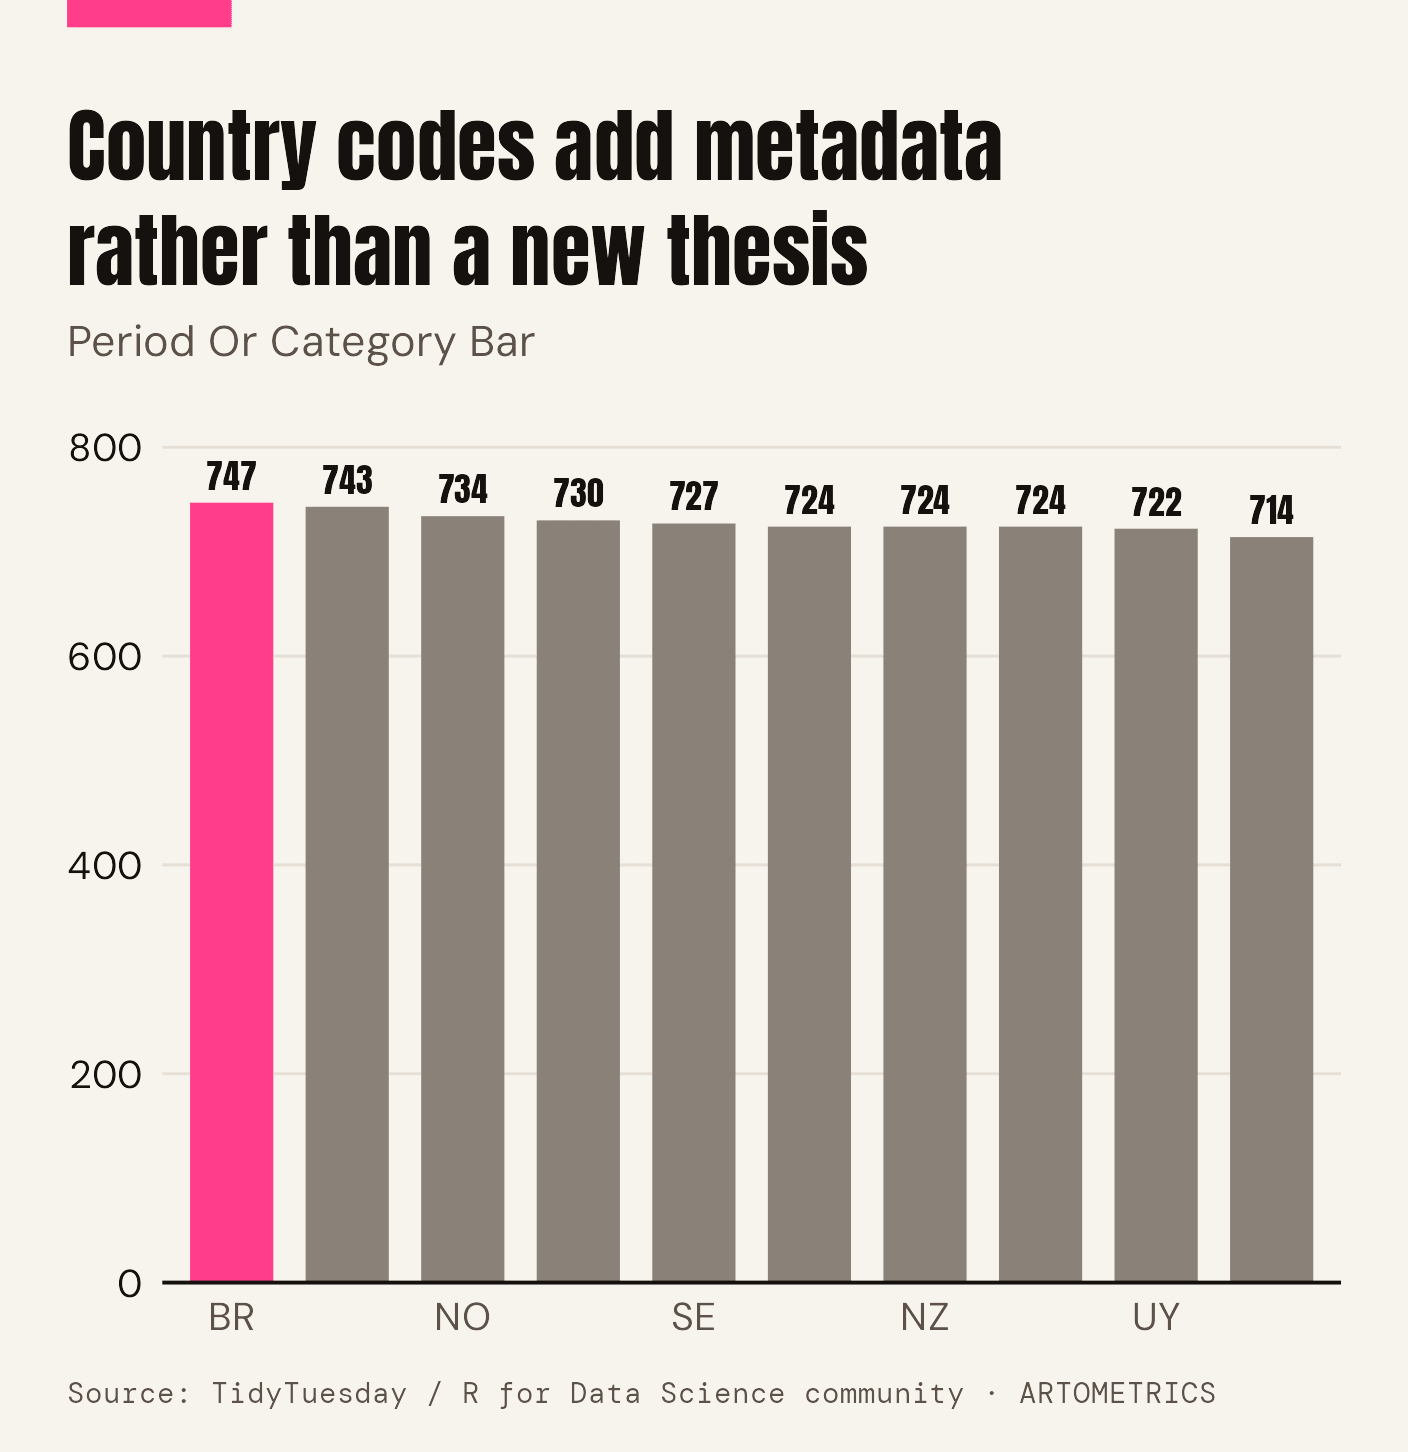 Country codes add metadata
rather than a new thesis
Period Or Category Bar
800
747 743 734 730 727 724 724 724 722 714
600
400
200
0
BR NO SE NZ UY
Source: TidyTuesday / R for Data Science community · ARTOMETRICS